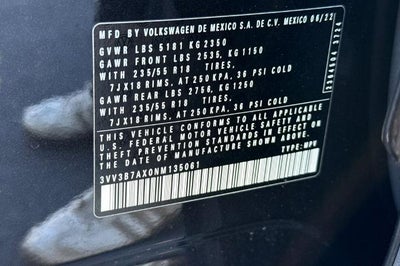 MFD BY VOLKSWAGEN DE MEXICO S.A. DE C.V. MEXICO 06/22
GVWR LBS 5181 KG 2350
GAWR FRONT LBS 2535, KG 1150
WITH 235/55 R18 TIRES,
7JX18 RIMS, AT 250 KPA, 36 PSI COLD
GAWR REAR LBS 2756, KG 1250
WITH 235/55 R18 TIRES,
7JX18 RIMS, AT 250 KPA, 36 PSI COLD
THIS VEHICLE CONFORMS TO ALL APPLICABLE
U.S. FEDERAL MOTOR VEHICLE SAFETY AND
THEFT PREVENTION STANDARDS IN EFFECT ON
THE DATE OF MANUFACTURE SHOWN ABOVE
3VV3B7AX0NM135061
TYPE: MPV